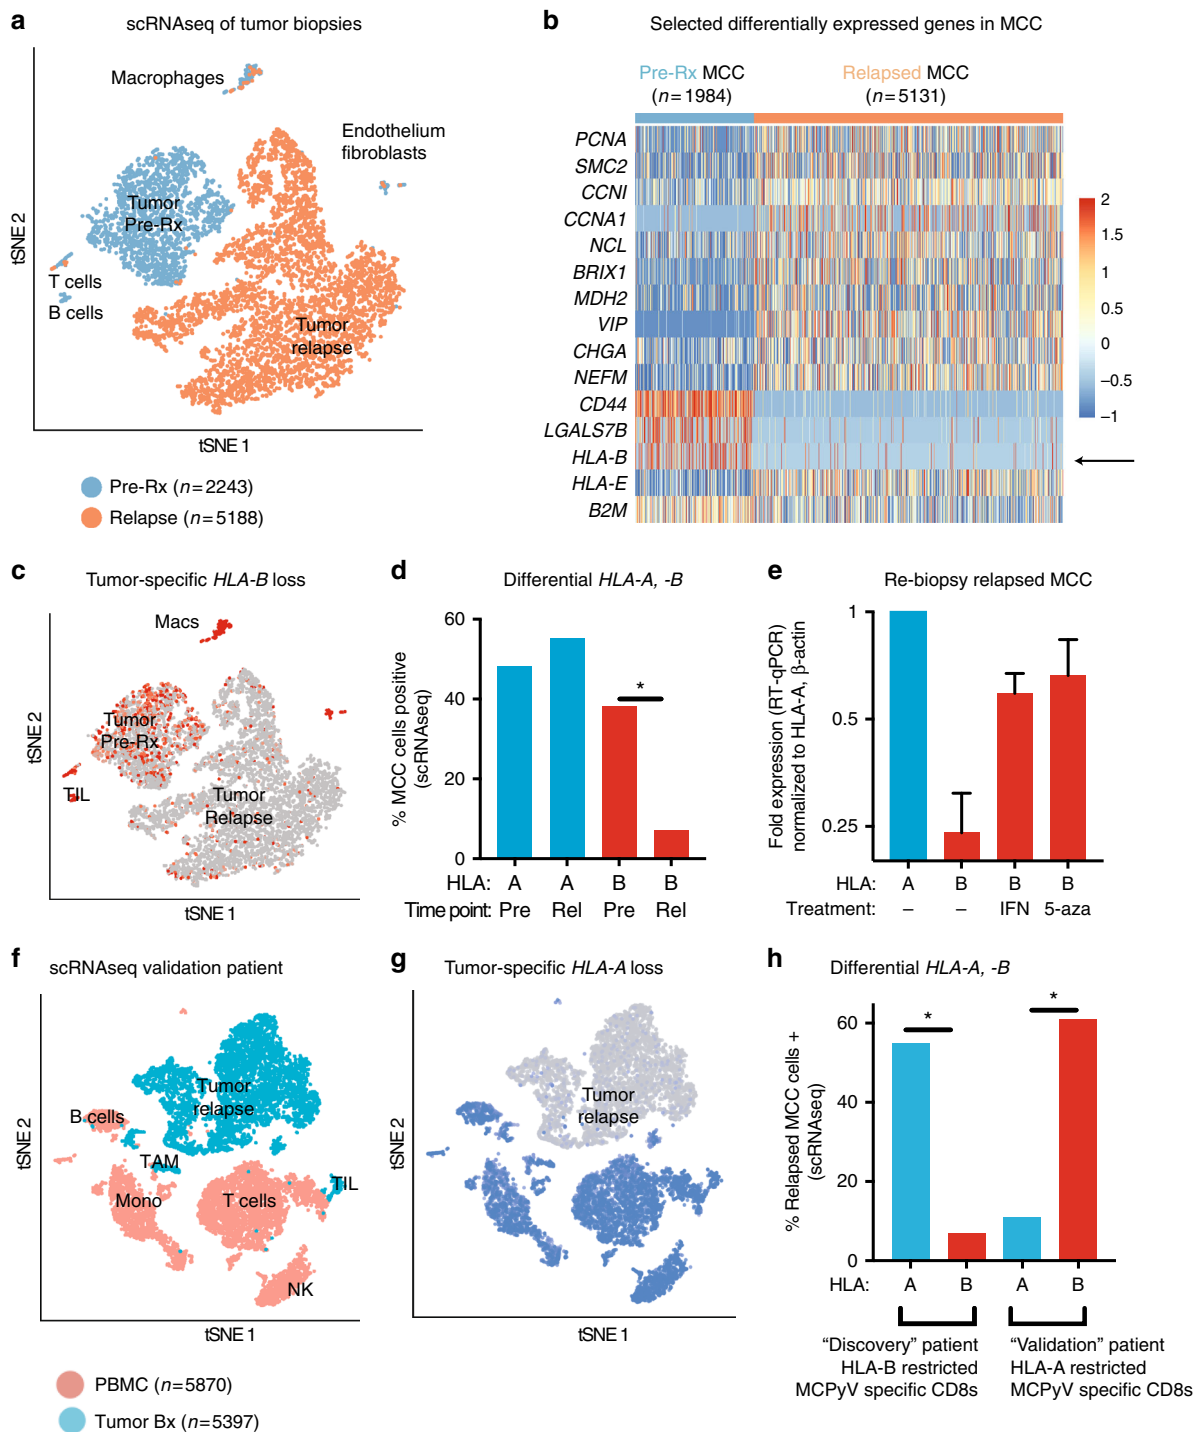 a scRNAseq of tumor biopsies
Macrophages
Endothelium
fibroblasts
Tumor
Pre-Rx
T cells
B cells
Tumor
relapse
tSNE 2
tSNE 1
Pre-Rx (n=2243)
Relapse (n=5188)
b Selected differentially expressed genes in MCC
Pre-Rx MCC
(n=1984)
Relapsed MCC
(n=5131)
PCNA
SMC2
CCNI
CCNA1
NCL
BRIX1
MDH2
VIP
CHGA
NEFM
CD44
LGALS7B
HLA-B
HLA-E
B2M
2
1.5
1
0.5
0
−0.5
−1
c Tumor-specific HLA-B loss
Macs
Tumor
Pre-Rx
TIL
Tumor
Relapse
tSNE 2
tSNE 1
d Differential HLA-A, -B
% MCC cells positive
(scRNAseq)
60
40
20
0
*
HLA: A A B B
Time point: Pre Rel Pre Rel
e Re-biopsy relapsed MCC
Fold expression (RT-qPCR)
normalized to HLA-A, β-actin
1
0.5
0.25
HLA: A B B B
Treatment: – – IFN 5-aza
f scRNAseq validation patient
Tumor
relapse
B cells
TAM
Mono
T cells
TIL
NK
tSNE 2
tSNE 1
PBMC (n=5870)
Tumor Bx (n=5397)
g Tumor-specific HLA-A loss
Tumor
relapse
tSNE 2
tSNE 1
h Differential HLA-A, -B
% Relapsed MCC cells +
(scRNAseq)
60
40
20
0
*
*
HLA: A B A B
“Discovery” patient
HLA-B restricted
MCPyV specific CD8s
“Validation” patient
HLA-A restricted
MCPyV specific CD8s